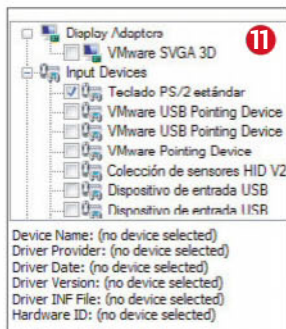 Display Adapters
11
VMware SVGA 3D
Input Devices
Teclado PS/2 estándar
VMware USB Pointing Device
VMware USB Pointing Device
VMware Pointing Device
Colección de sensores HID V2
Dispositivo de entrada USB
Dispositivo de entrada USB
Device Name: (no device selected)
Driver Provider: (no device selected)
Driver Date: (no device selected)
Driver Version: (no device selected)
Driver INF File: (no device selected)
Hardware ID: (no device selected)